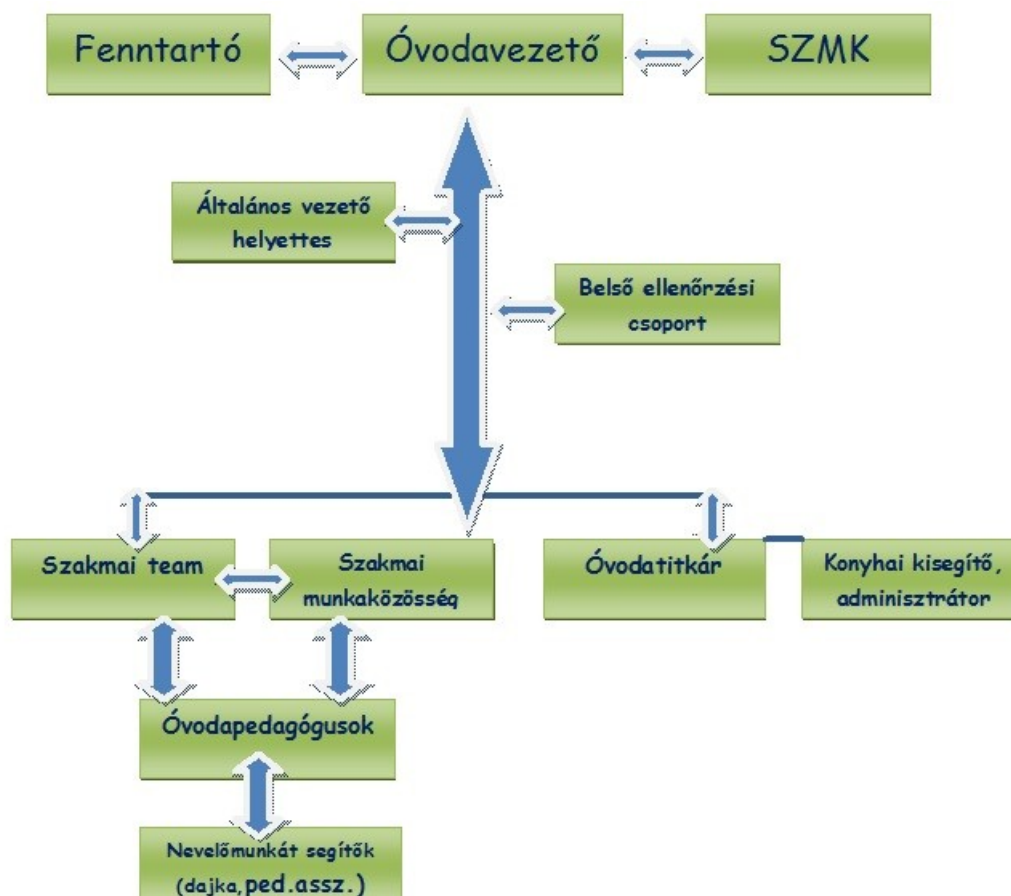 Fenntartó
Óvodavezető
SZMK
Általános vezető
helyettes
Belső ellenőrzési
csoport
Szakmai team
Szakmai
munkaközösség
Óvodatitkár
Konyhai kisegítő,
adminisztrátor
Óvodapedagógusok
Nevelőmunkát segítők
(dajka,ped.assz.)